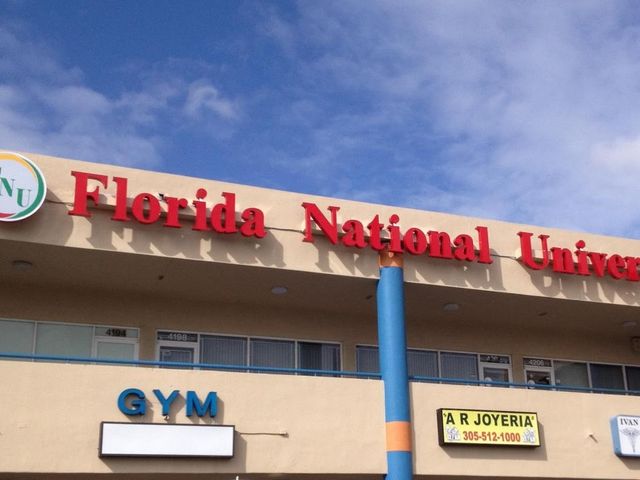 NU
Florida National Univer
4194
4198
4206
GYM
A R JOYERIA
305-512-1000
IVAN